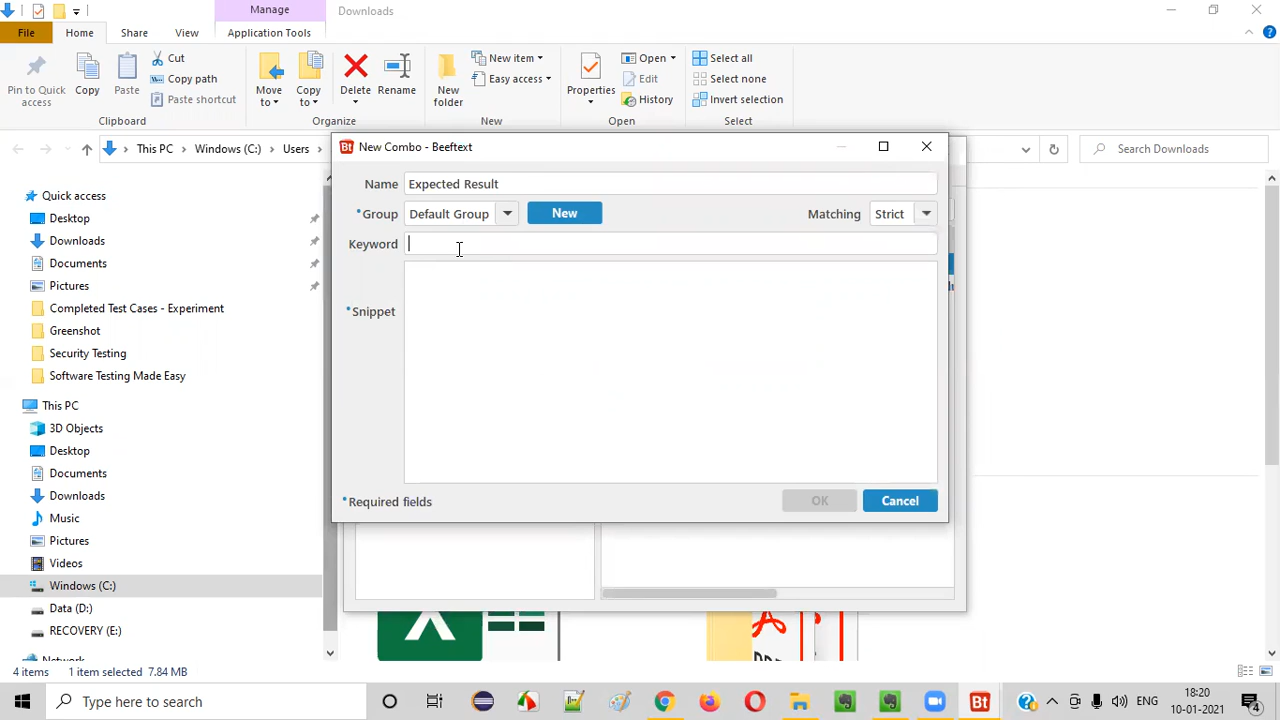 Manage
Downloads
File
Home
Share
View
Application Tools
Pin to Quick access
Copy
Paste
Cut
Copy path
Paste shortcut
Clipboard
Move to
Copy to
Delete
Rename
Organize
New folder
New item
Easy access
New
Properties
Open
Edit
History
Open
Select all
Select none
Invert selection
Select
This PC
Windows (C:)
Users
Search Downloads
Quick access
Desktop
Downloads
Documents
Pictures
Completed Test Cases - Experiment
Greenshot
Security Testing
Software Testing Made Easy
This PC
3D Objects
Desktop
Documents
Downloads
Music
Pictures
Videos
Windows (C:)
Data (D:)
RECOVERY (E:)
Bt New Combo - Beeftext
Name Expected Result
*Group Default Group New Matching Strict
Keyword
*Snippet
*Required fields
OK Cancel
4 items 1 item selected 7.84 MB
Type here to search
Bt
ENG
18:20
10-01-2021
4